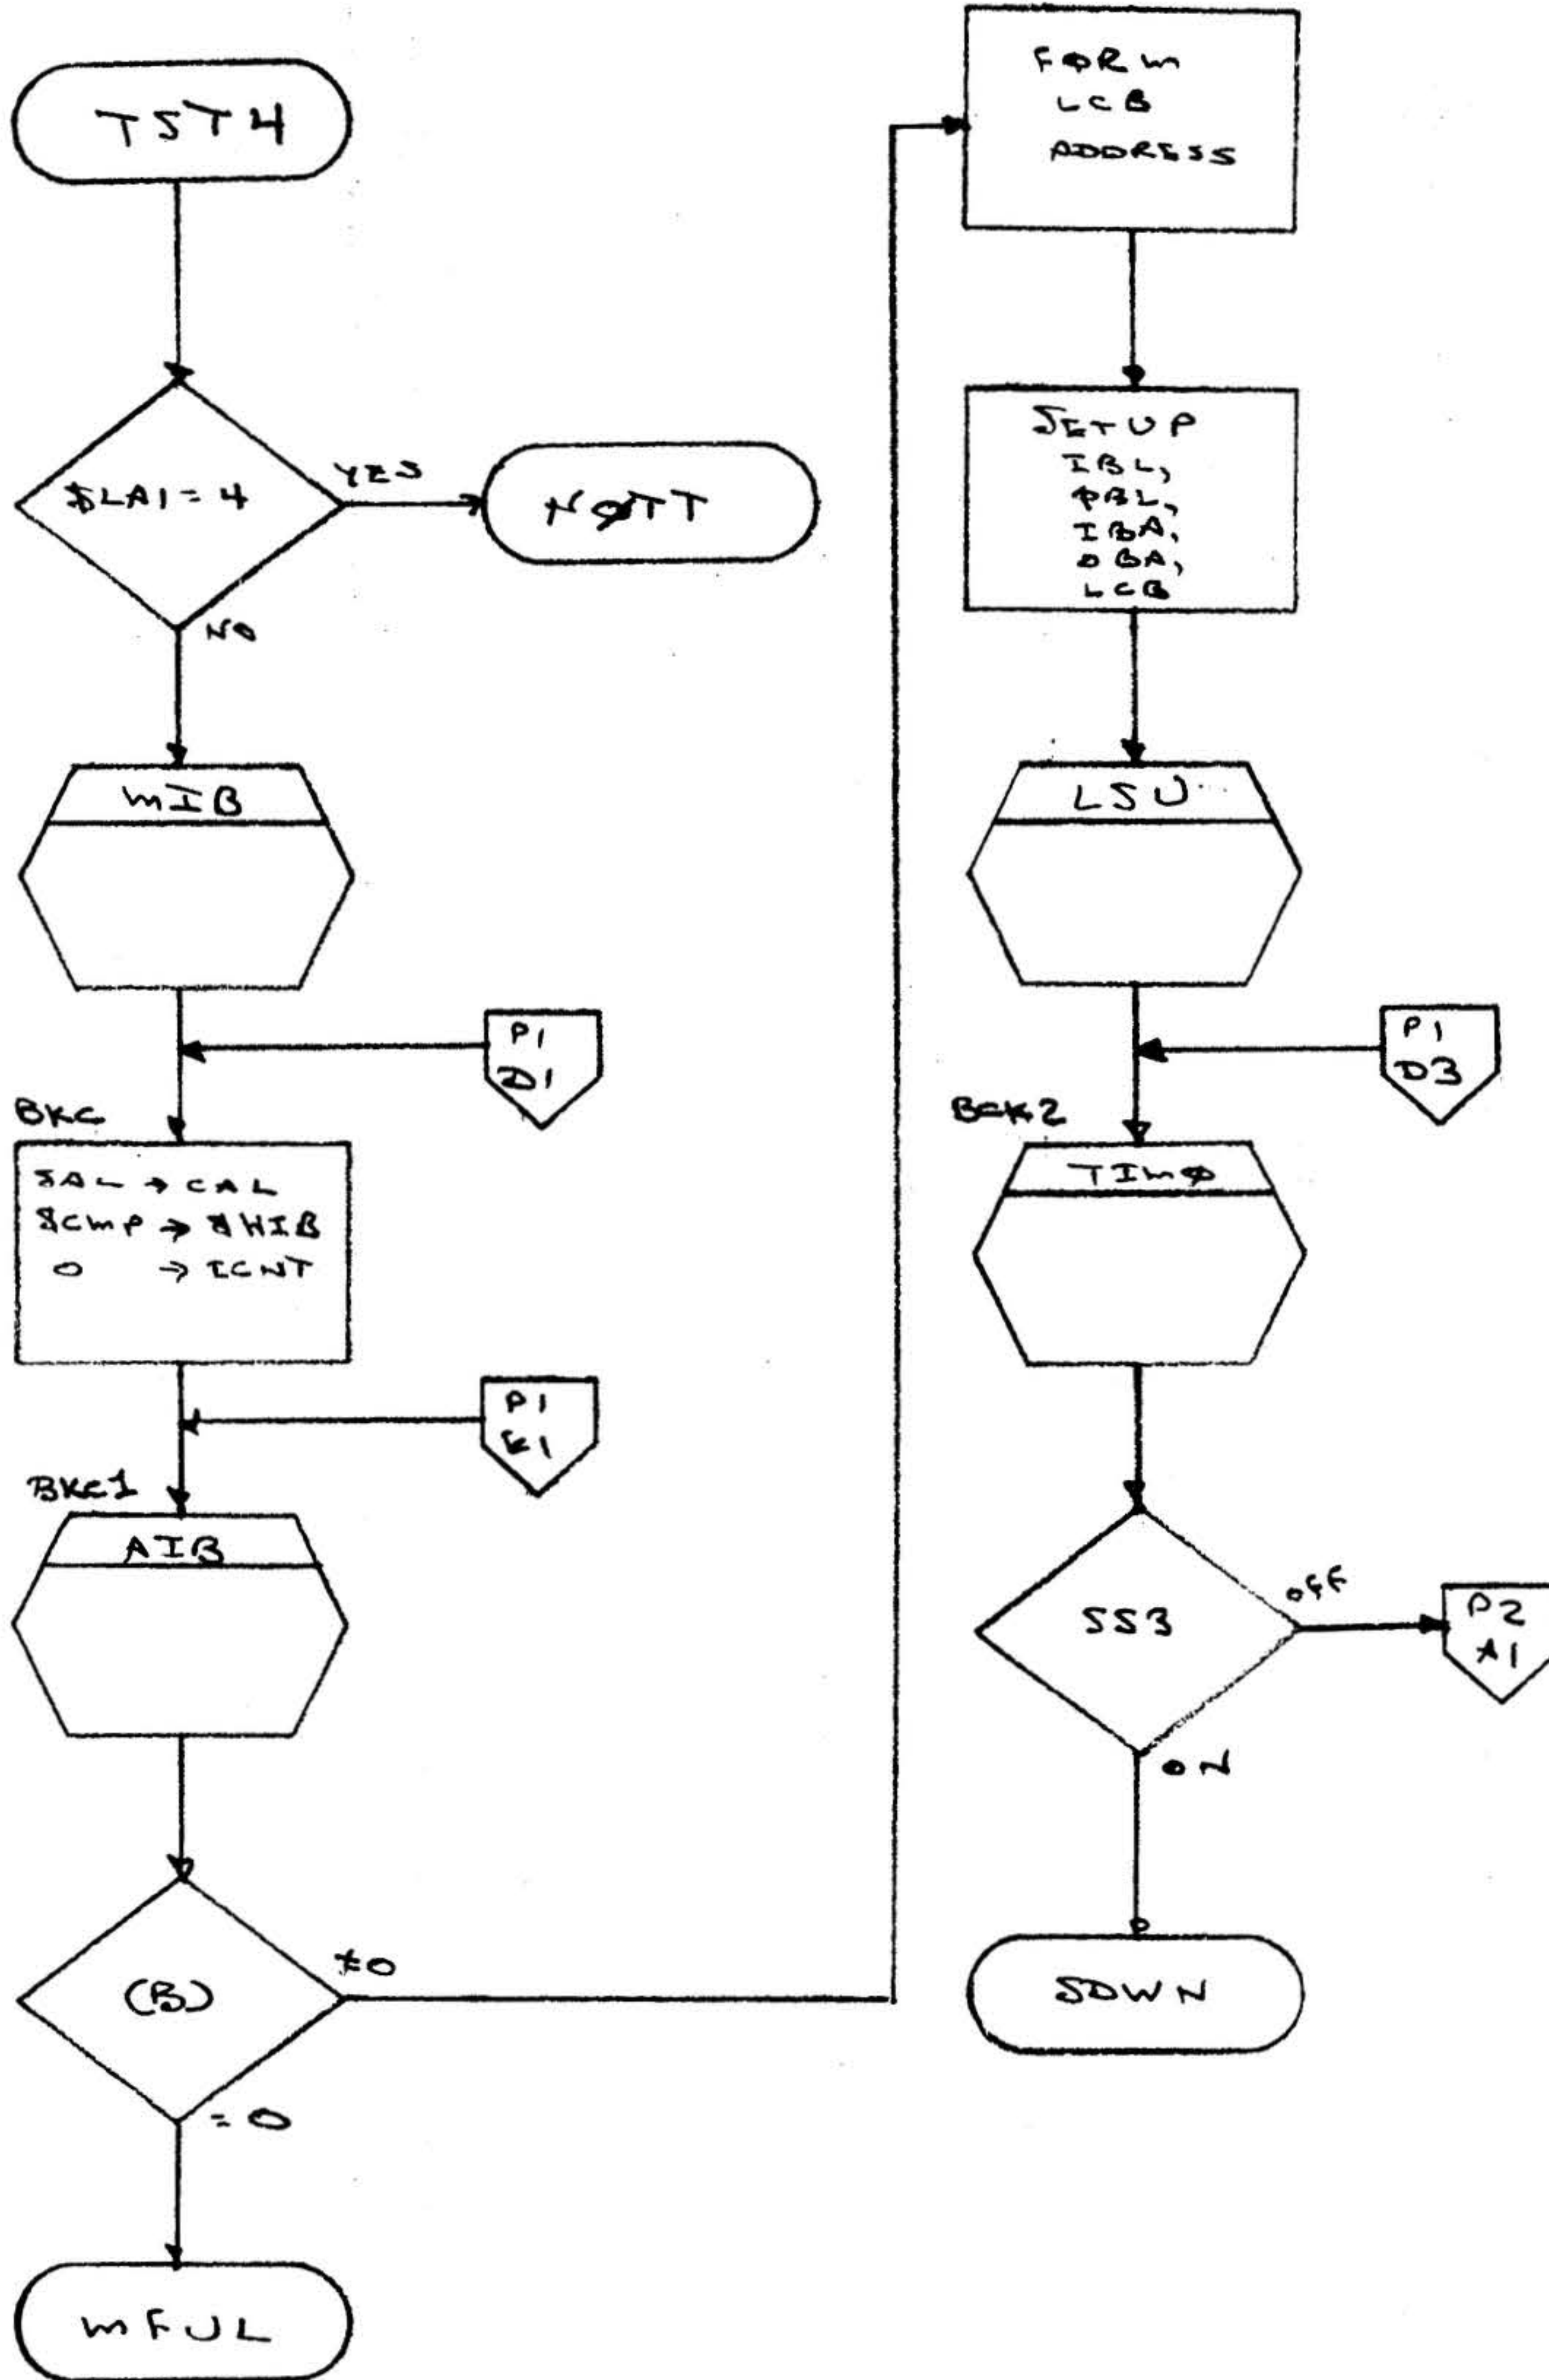 TST4
$LAI = 4
YES
NØTT
NO
MIB
P1
D1
BKC
$AL → CAL
$CMP → $HIB
0 → ICNT
P1
E1
BKC1
AIB
(B)
≠0
= 0
MFUL
FØRM
LCB
ADDRESS
SETUP
IBL,
ØBL,
IBA,
OBA,
LCB
LSU
P1
D3
BCK2
TIMØ
SS3
OFF
P2
A1
ON
SDWN